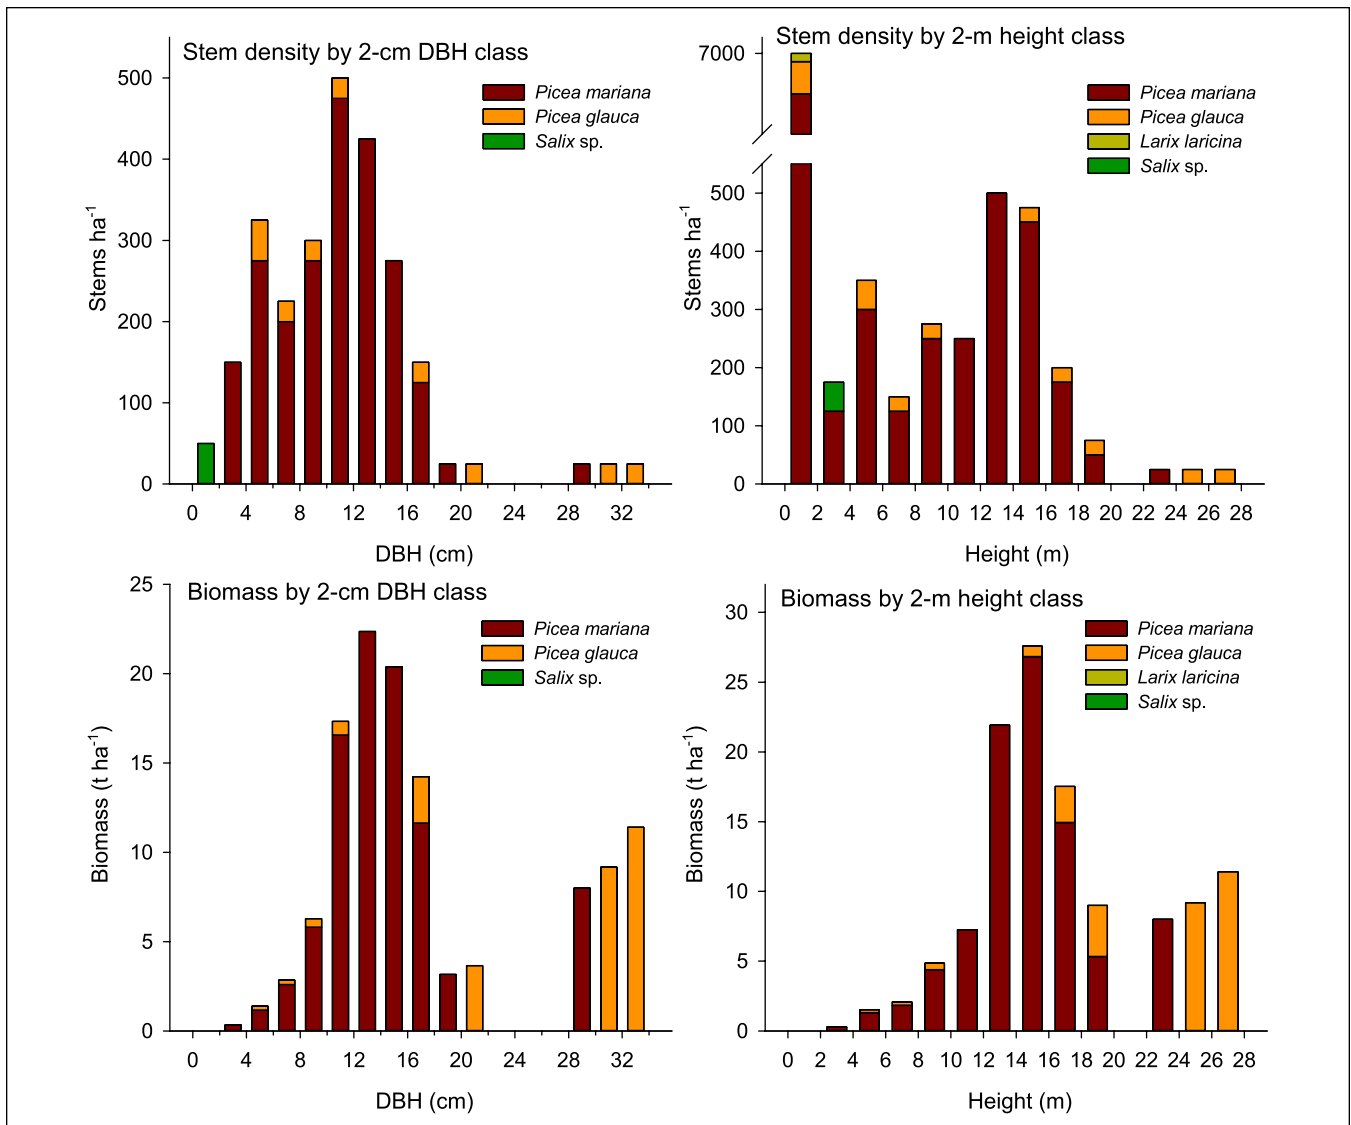 Stem density by 2-cm DBH class
Picea mariana
Picea glauca
Salix sp.
500
400
300
200
100
0
Stems ha⁻¹
0 4 8 12 16 20 24 28 32
DBH (cm)
Stem density by 2-m height class
Picea mariana
Picea glauca
Larix laricina
Salix sp.
7000
500
400
300
200
100
0
Stems ha⁻¹
0 2 4 6 8 10 12 14 16 18 20 22 24 26 28
Height (m)
Biomass by 2-cm DBH class
Picea mariana
Picea glauca
Salix sp.
25
20
15
10
5
0
Biomass (t ha⁻¹)
0 4 8 12 16 20 24 28 32
DBH (cm)
Biomass by 2-m height class
Picea mariana
Picea glauca
Larix laricina
Salix sp.
30
25
20
15
10
5
0
Biomass (t ha⁻¹)
0 2 4 6 8 10 12 14 16 18 20 22 24 26 28
Height (m)